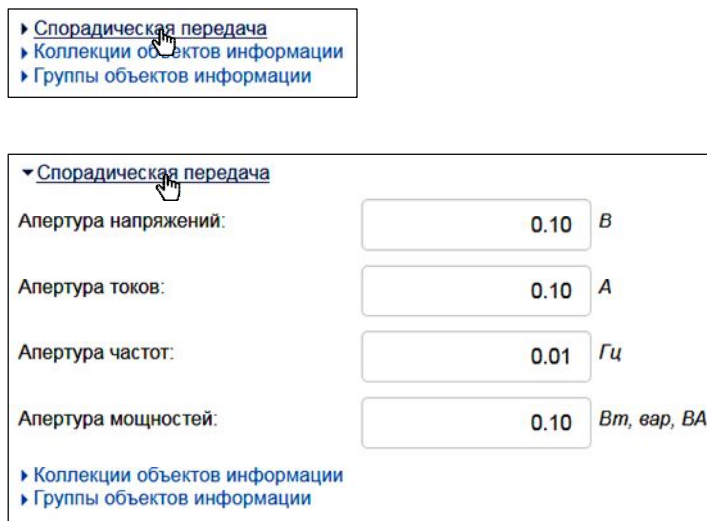 Спорадическая передача
Коллекции объектов информации
Группы объектов информации
Спорадическая передача
Апертура напряжений: 0.10 В
Апертура токов: 0.10 А
Апертура частот: 0.01 Гц
Апертура мощностей: 0.10 Вт, вар, ВА
Коллекции объектов информации
Группы объектов информации